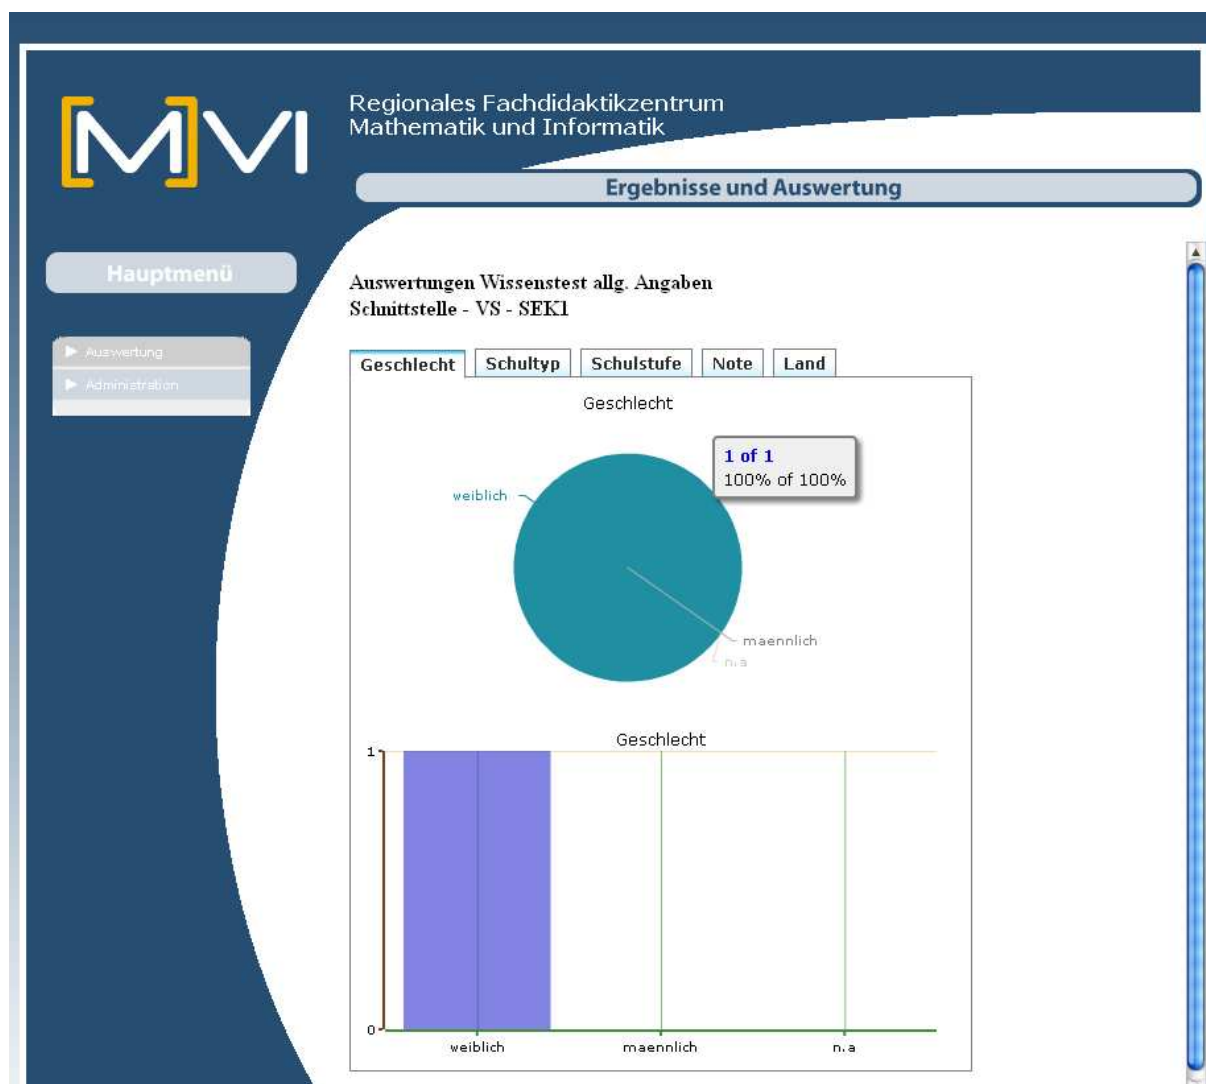 [M]VI
Regionales Fachdidaktikzentrum
Mathematik und Informatik
Ergebnisse und Auswertung
Hauptmenü
Auswertung
Administration
Auswertungen Wissenstest allg. Angaben
Schnittstelle - VS - SEK1
Geschlecht Schultyp Schulstufe Note Land
Geschlecht
1 of 1
100% of 100%
weiblich
maennlich
n.a
Geschlecht
1
0
weiblich maennlich n.a